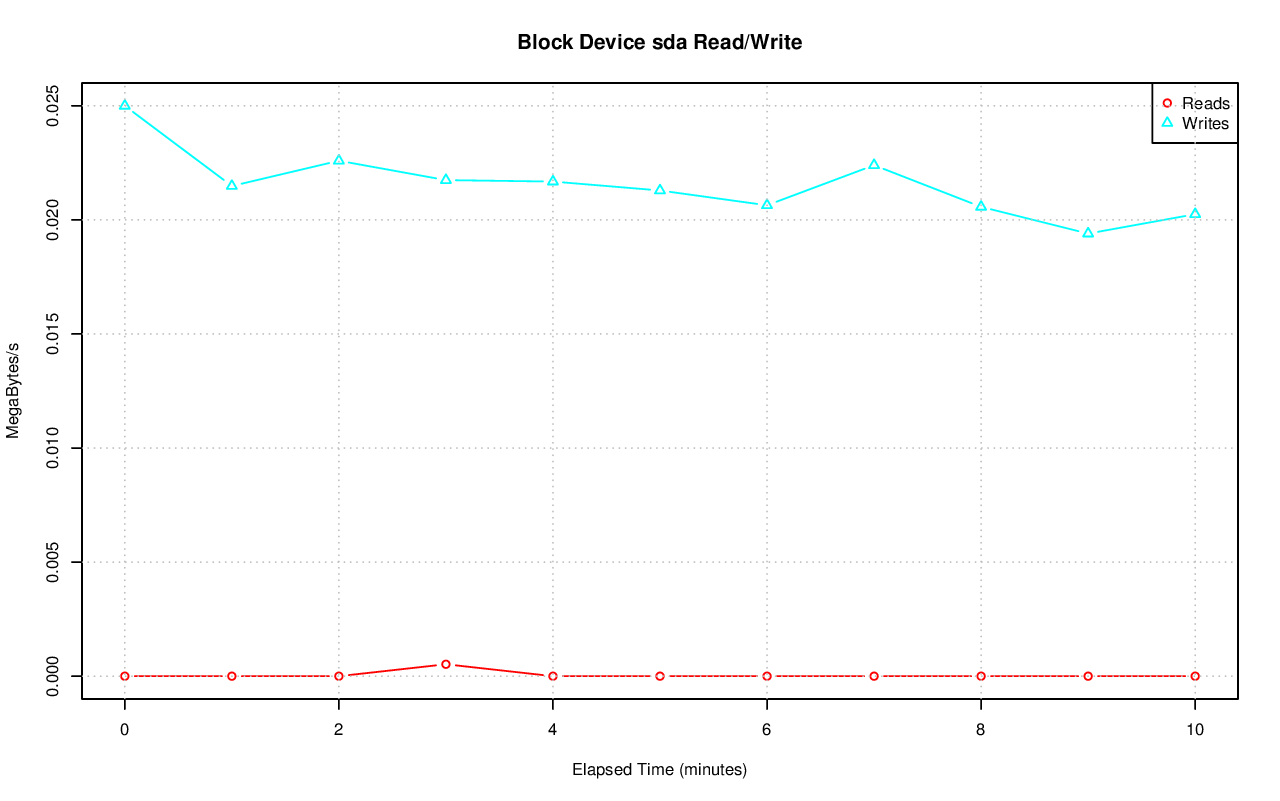 Block Device sda Read/Write
Reads
Writes
0.025
0.020
0.015
0.010
0.005
0.000
MegaBytes/s
0 2 4 6 8 10
Elapsed Time (minutes)